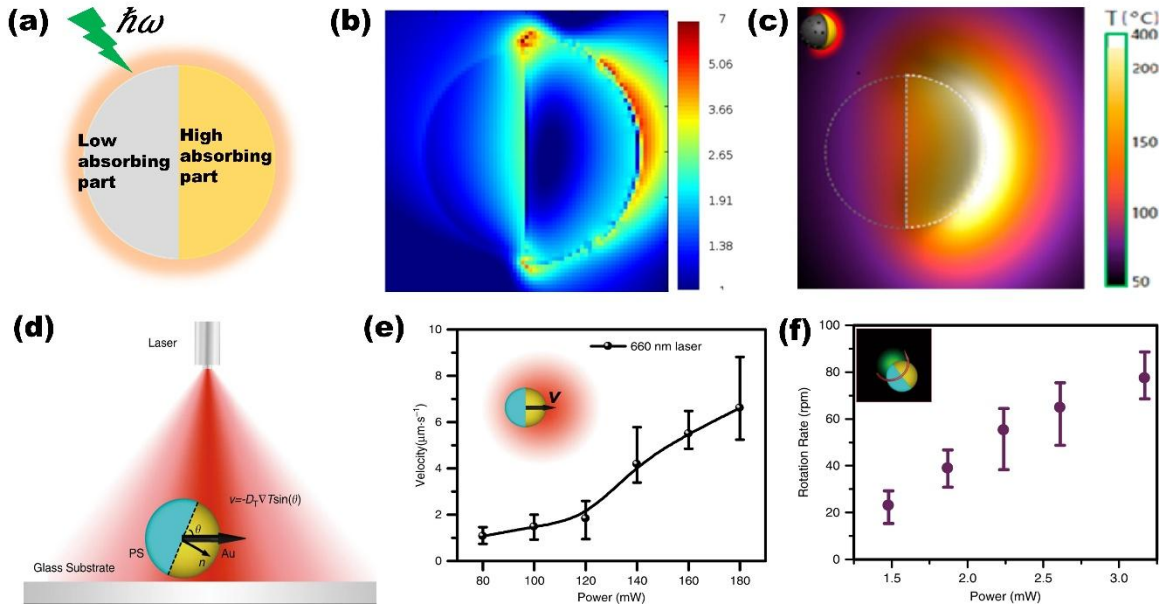 (a)
ħω
Low
absorbing
part
High
absorbing
part
(b)
7
5.06
3.66
2.65
1.91
1.38
1
(c)
T [°C]
400
200
150
100
50
(d)
Laser
v=-D_T∇Tsin(θ)
θ
PS
n
Au
Glass Substrate
(e)
10
8
6
4
2
0
Velocity(μm·s⁻¹)
660 nm laser
v
80 100 120 140 160 180
Power (mW)
(f)
100
80
60
40
20
0
Rotation Rate (rpm)
1.5 2.0 2.5 3.0
Power (mW)